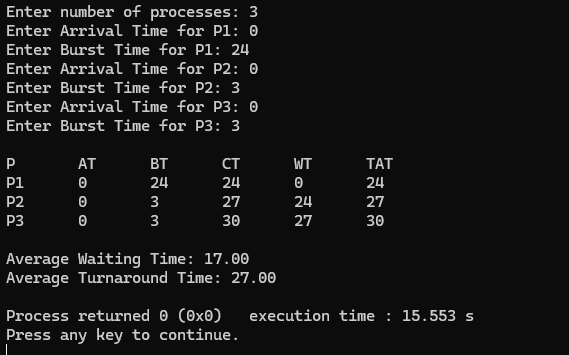 Enter number of processes: 3
Enter Arrival Time for P1: 0
Enter Burst Time for P1: 24
Enter Arrival Time for P2: 0
Enter Burst Time for P2: 3
Enter Arrival Time for P3: 0
Enter Burst Time for P3: 3
P AT BT CT WT TAT
P1 0 24 24 0 24
P2 0 3 27 24 27
P3 0 3 30 27 30
Average Waiting Time: 17.00
Average Turnaround Time: 27.00
Process returned 0 (0x0) execution time : 15.553 s
Press any key to continue.